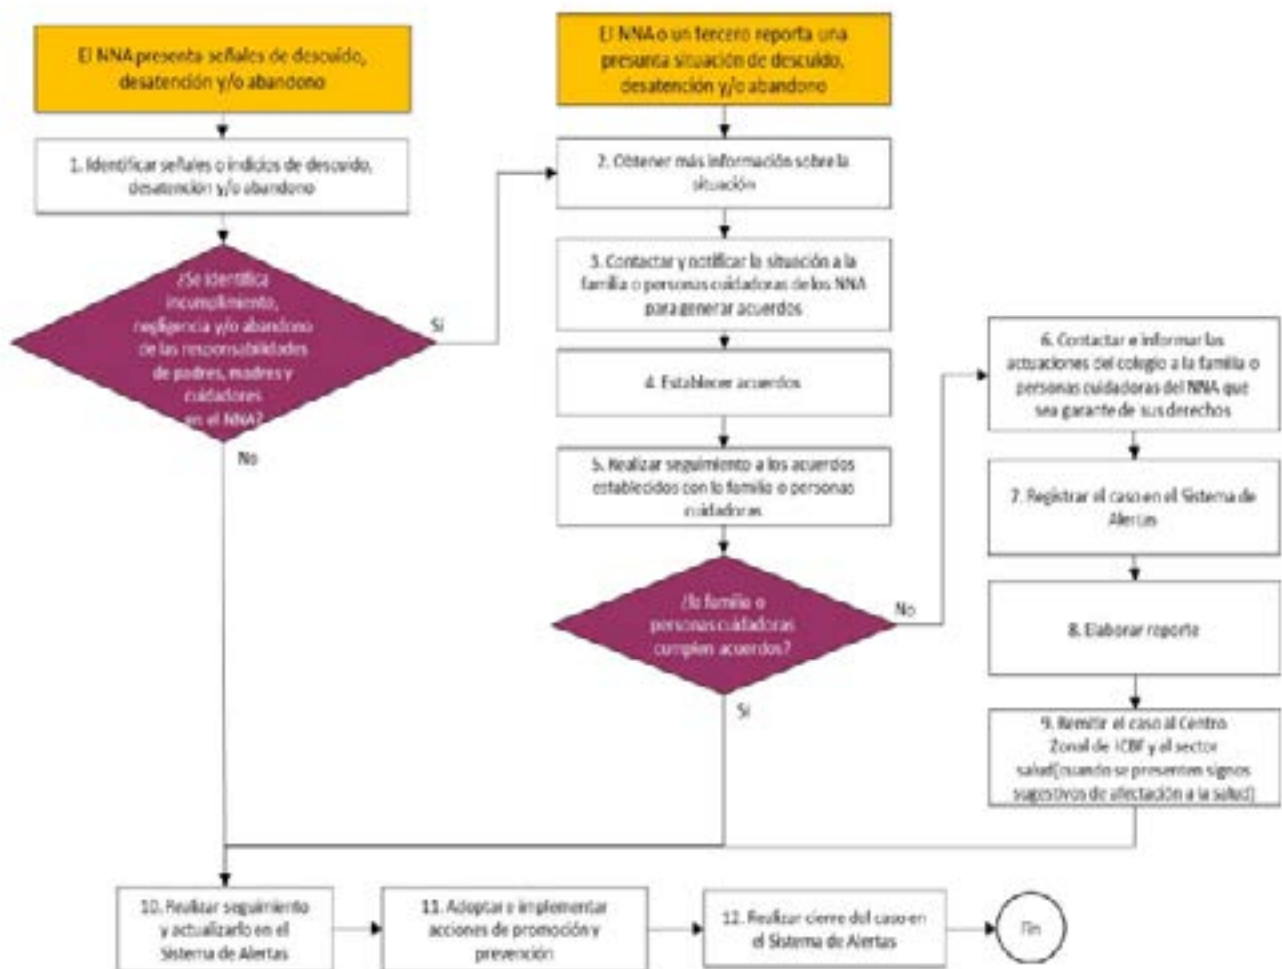 El NNA presenta señales de descuido,
desatención y/o abandono
El NNA o un tercero reporta una
presunta situación de descuido,
desatención y/o abandono
1. Identificar señales o indicios de descuido,
desatención y/o abandono
2. Obtener más información sobre la
situación
¿Se identifica
incumplimiento,
negligencia y/o abandono
de las responsabilidades
de padres, madres y
cuidadores
en el NNA?
Si
No
3. Contactar y notificar la situación a la
familia o personas cuidadoras de los NNA
para generar acuerdos
4. Establecer acuerdos
5. Realizar seguimiento a los acuerdos
establecidos con la familia o personas
cuidadoras
¿la familia o
personas cuidadoras
cumplen acuerdos?
No
Si
6. Contactar e informar las
actuaciones del colegio a la familia o
personas cuidadoras del NNA que
sea garante de sus derechos
7. Registrar el caso en el Sistema de
Alertas
8. Elaborar reporte
9. Remitir el caso al Centro
Zonal de ICBF y al sector
salud(cuando se presenten signos
sugestivos de afectación a la salud)
10. Realizar seguimiento
y actualizarlo en el
Sistema de Alertas
11. Adoptar e implementar
acciones de promoción y
prevención
12. Realizar cierre del caso en
el Sistema de Alertas
Fin